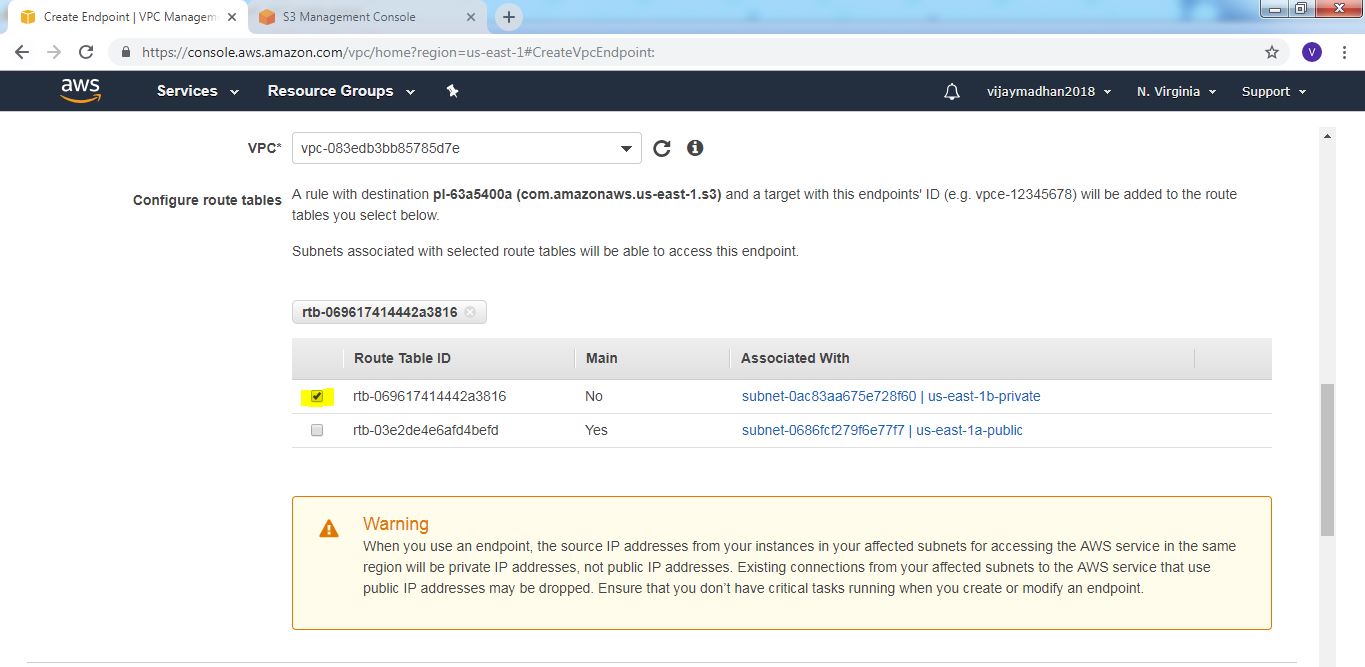 Create Endpoint | VPC Managem
S3 Management Console
https://console.aws.amazon.com/vpc/home?region=us-east-1#CreateVpcEndpoint:
V
aws
Services
Resource Groups
vijaymadhan2018
N. Virginia
Support
VPC*
vpc-083edb3bb85785d7e
Configure route tables
A rule with destination pl-63a5400a (com.amazonaws.us-east-1.s3) and a target with this endpoints' ID (e.g. vpce-12345678) will be added to the route
tables you select below.
Subnets associated with selected route tables will be able to access this endpoint.
rtb-069617414442a3816
Route Table ID Main Associated With
rtb-069617414442a3816 No subnet-0ac83aa675e728f60 | us-east-1b-private
rtb-03e2de4e6afd4befd Yes subnet-0686fcf279f6e77f7 | us-east-1a-public
Warning
When you use an endpoint, the source IP addresses from your instances in your affected subnets for accessing the AWS service in the same
region will be private IP addresses, not public IP addresses. Existing connections from your affected subnets to the AWS service that use
public IP addresses may be dropped. Ensure that you don't have critical tasks running when you create or modify an endpoint.